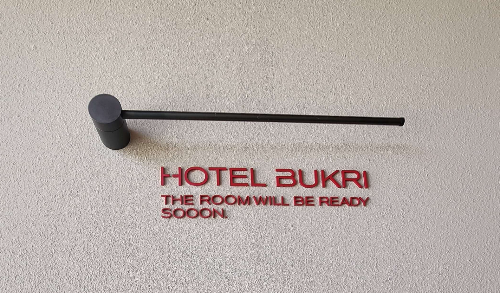 HOTEL BUKRI
THE ROOM WILL BE READY
SOOON.